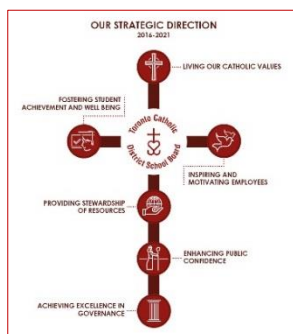 OUR STRATEGIC DIRECTION
2016-2021
LIVING OUR CATHOLIC VALUES
FOSTERING STUDENT
ACHIEVEMENT AND WELL BEING
Toronto Catholic
District School Board
INSPIRING AND
MOTIVATING EMPLOYEES
PROVIDING STEWARDSHIP
OF RESOURCES
ENHANCING PUBLIC
CONFIDENCE
ACHIEVING EXCELLENCE IN
GOVERNANCE